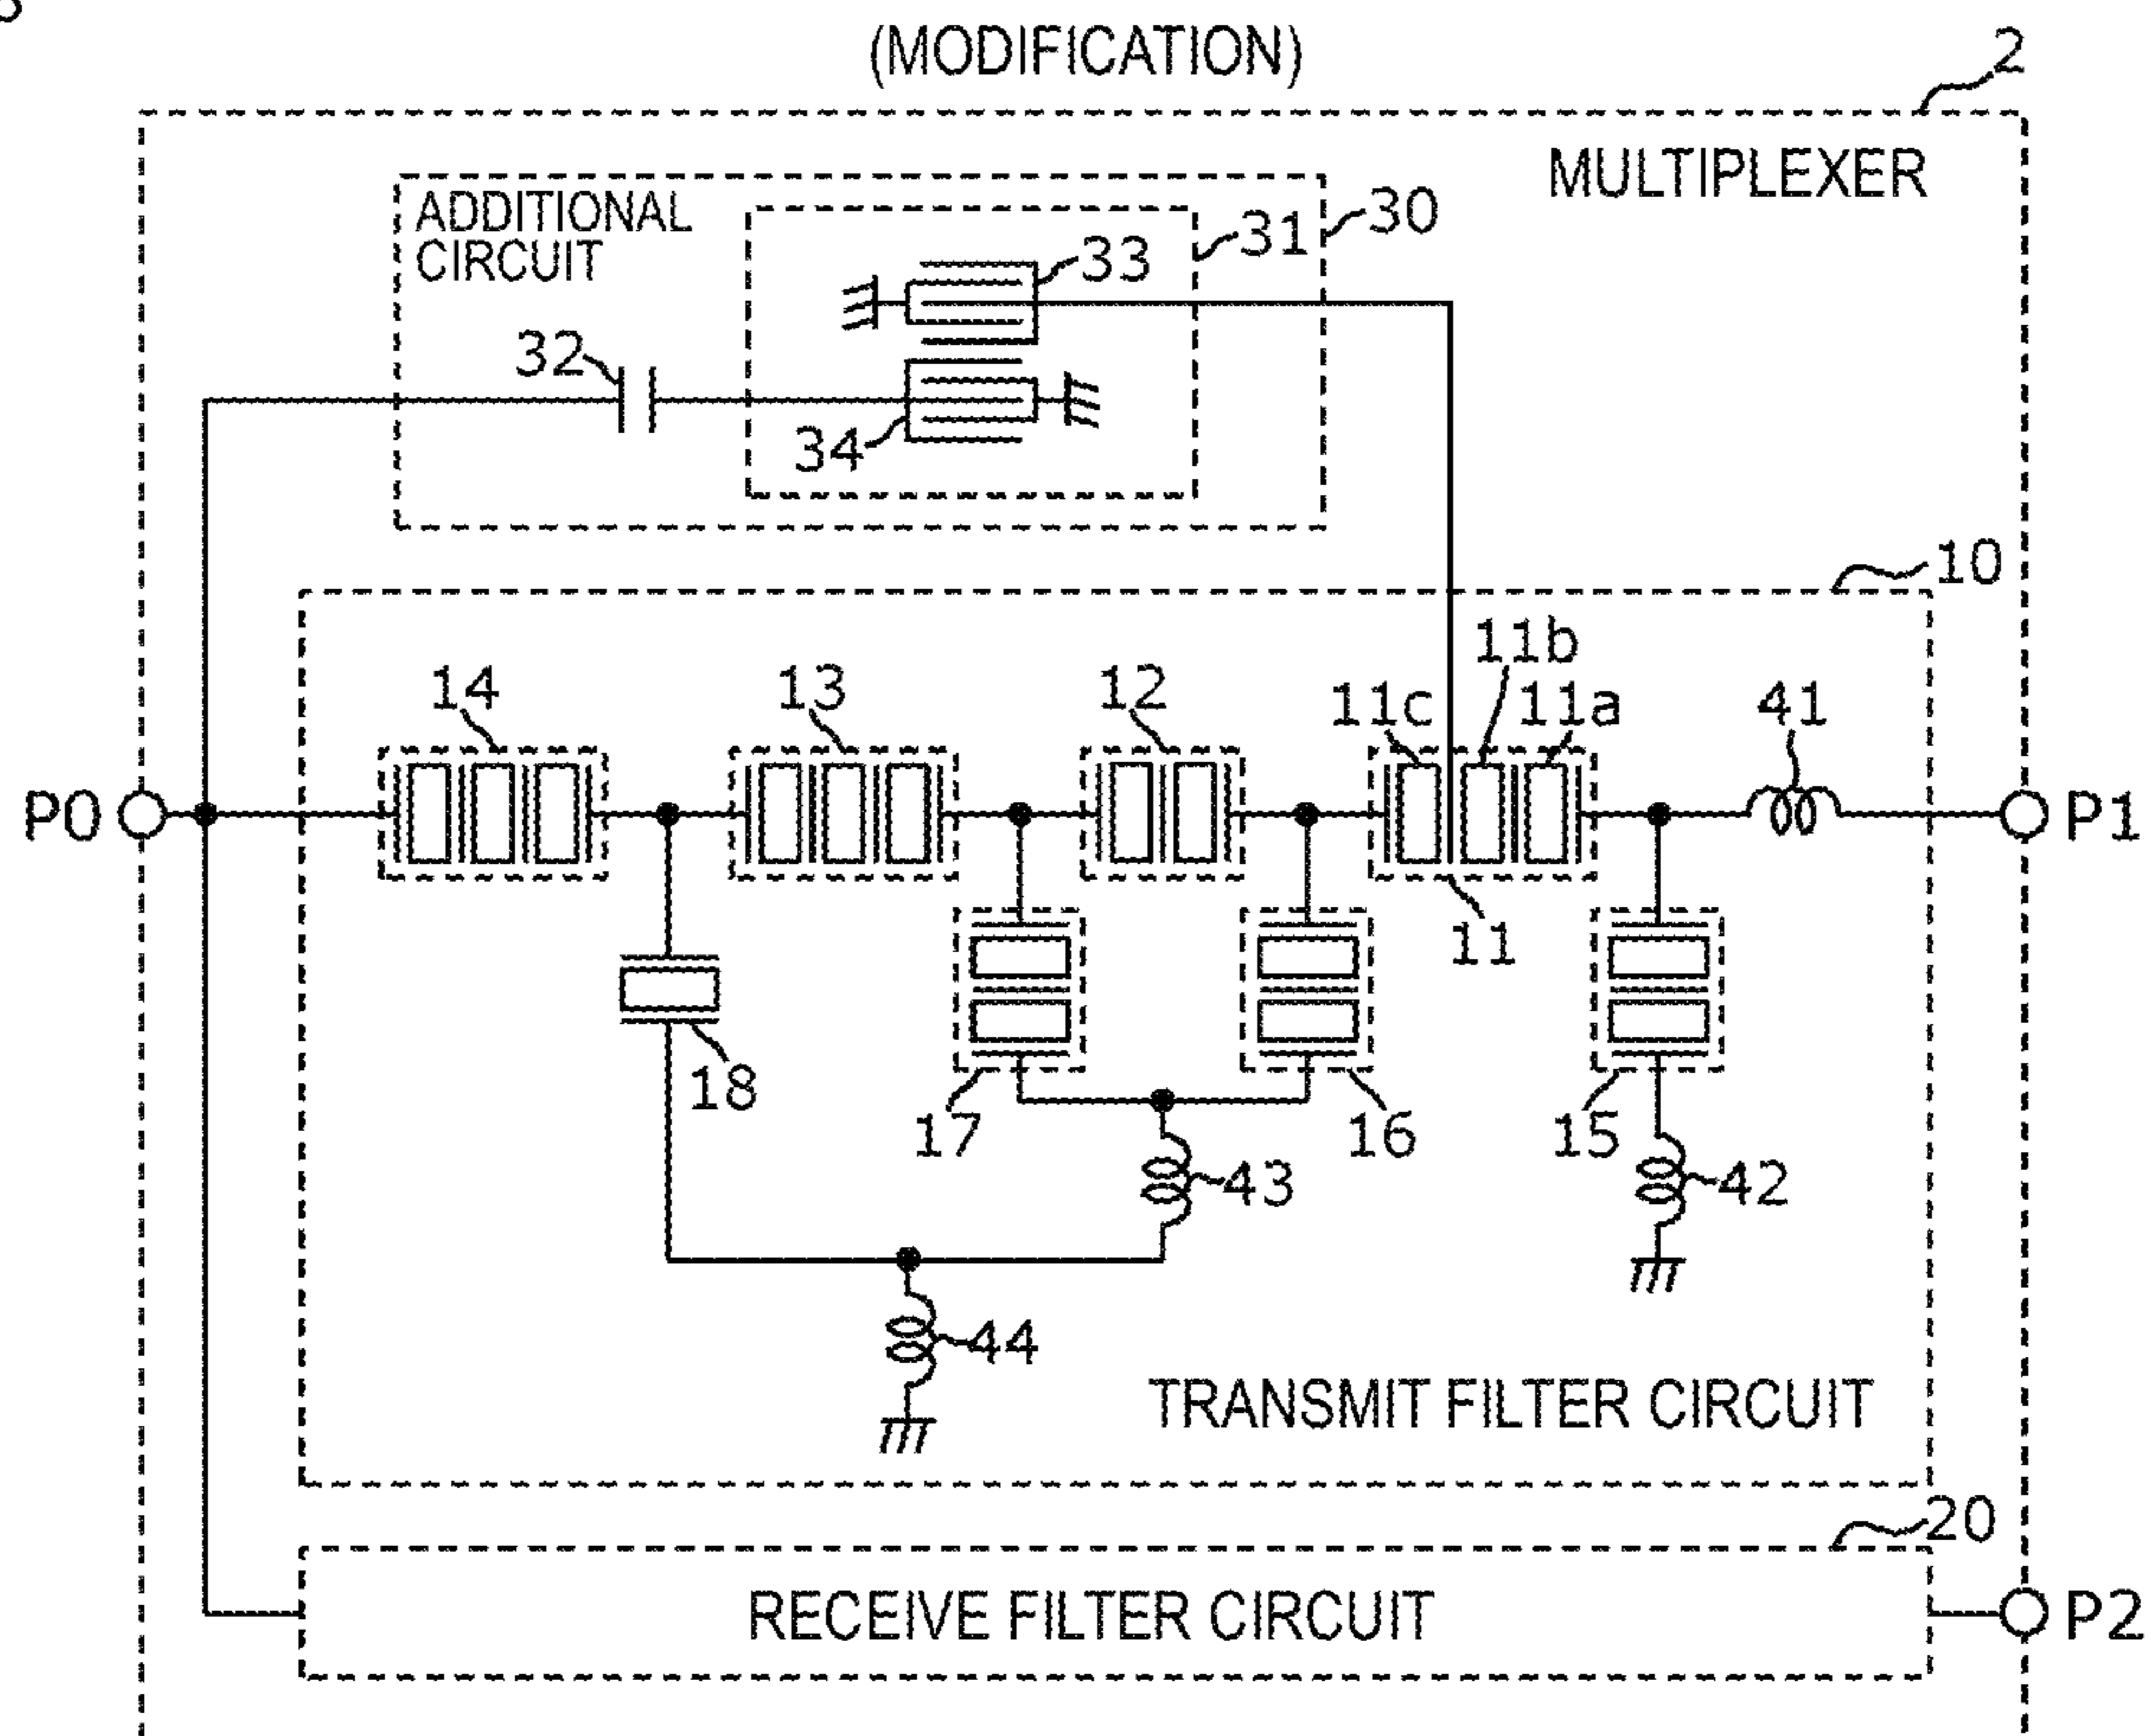 (MODIFICATION)
2
MULTIPLEXER
ADDITIONAL
CIRCUIT
30
31
33
32
34
10
11b
14
13
12
11c
11a
41
P0
P1
11
18
17
16
15
43
42
44
TRANSMIT FILTER CIRCUIT
20
RECEIVE FILTER CIRCUIT
P2